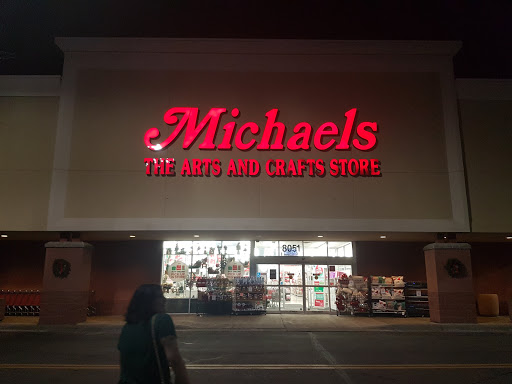 Michaels
THE ARTS AND CRAFTS STORE
8051